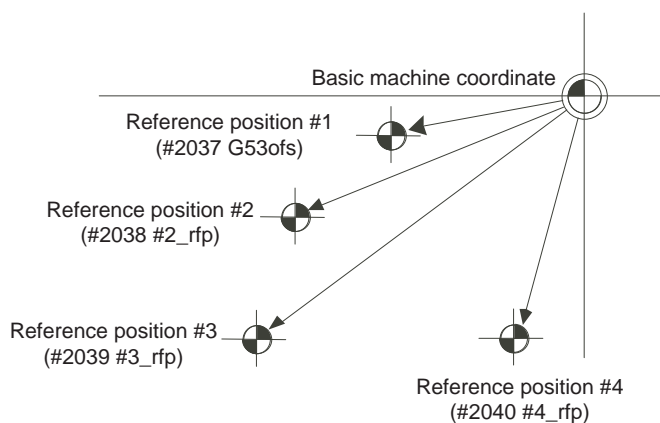 Basic machine coordinate
Reference position #1
(#2037 G53ofs)
Reference position #2
(#2038 #2_rfp)
Reference position #3
(#2039 #3_rfp)
Reference position #4
(#2040 #4_rfp)